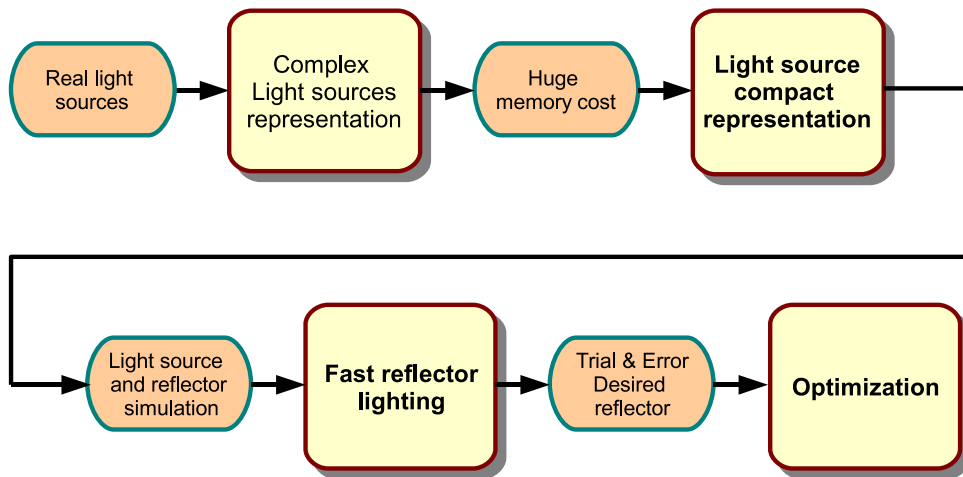 Real light
sources
Complex
Light sources
representation
Huge
memory cost
Light source
compact
representation
Light source
and reflector
simulation
Fast reflector
lighting
Trial & Error
Desired
reflector
Optimization